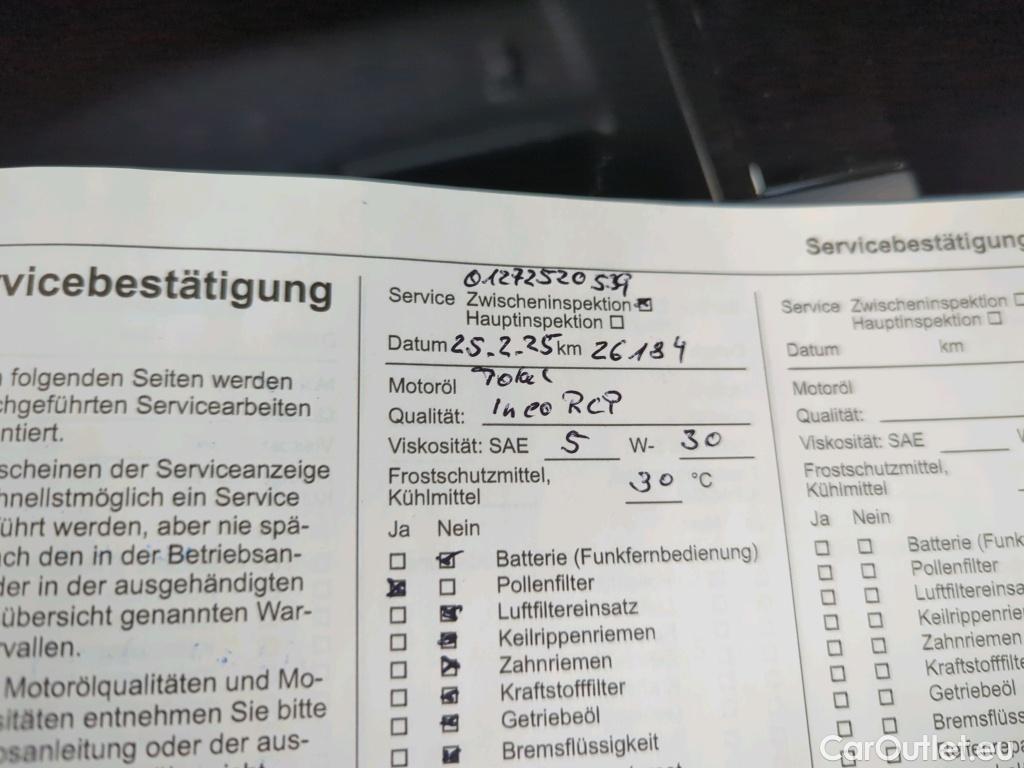 Servicebestätigung
vicebestätigung
folgenden Seiten werden
chgeführten Servicearbeiten
ntiert.
scheinen der Serviceanzeige
hnellstmöglich ein Service
führt werden, aber nie spä-
ach den in der Betriebsan-
der in der ausgehändigten
übersicht genannten War-
vallen.
Motorölqualitäten und Mo-
sitäten entnehmen Sie bitte
osanleitung oder der aus-
01272520539
Service Zwischeninspektion
Hauptinspektion
Datum 25.2.25 km 26184
Motoröl Total
Qualität: Ineo RCP
Viskosität: SAE 5 W- 30
Frostschutzmittel,
Kühlmittel 30 °C
Ja Nein
Batterie (Funkfernbedienung)
Pollenfilter
Luftfiltereinsatz
Keilrippenriemen
Zahnriemen
Kraftstofffilter
Getriebeöl
Bremsflüssigkeit
Service Zwischeninspektion
Hauptinspektion
Datum km
Motoröl
Qualität:
Viskosität: SAE
Frostschutzmittel,
Kühlmittel
Ja Nein
Batterie (Funk
Pollenfilter
Luftfiltereinsa
Keilrippenrie
Zahnriemen
Kraftstofffilte
Getriebeöl
Bremsflüss
CarOutlet.eu